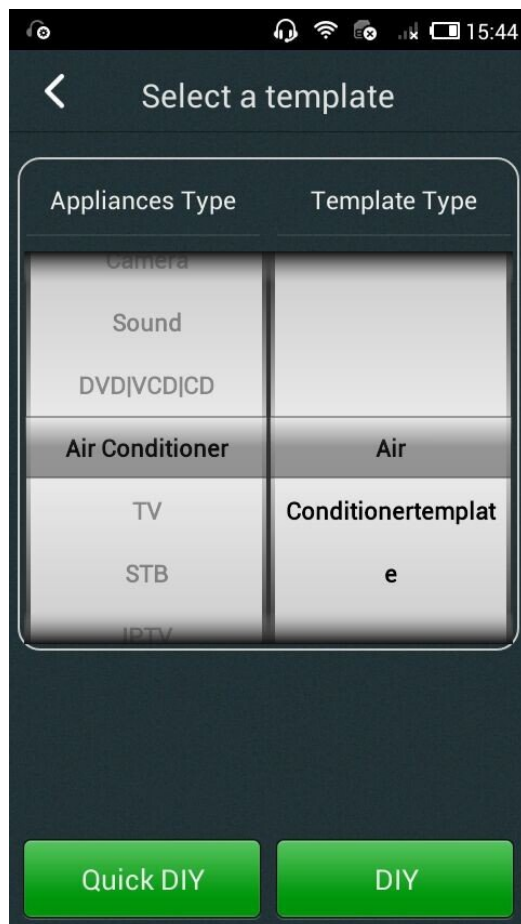 15:44
Select a template
Appliances Type
Template Type
Camera
Sound
DVD|VCD|CD
Air Conditioner
Air
TV
Conditionertemplat
STB
e
IPTV
Quick DIY
DIY